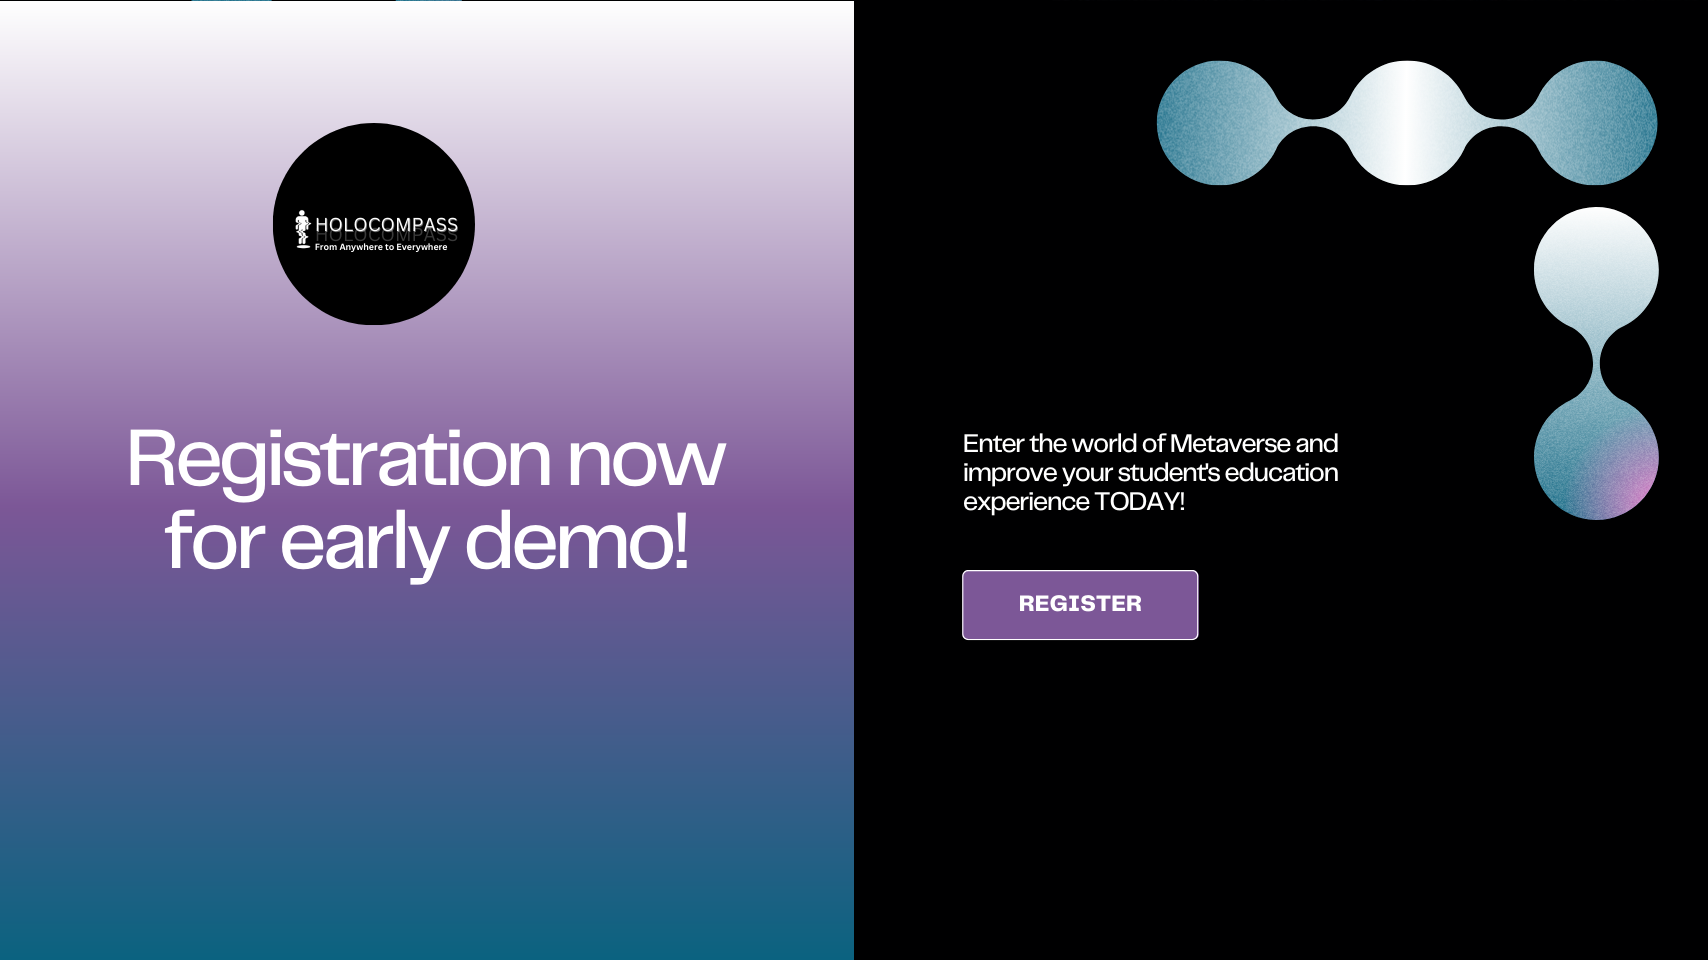 HOLOCOMPASS
HOLOCOMPASS
From Anywhere to Everywhere
Registration now
for early demo!
Enter the world of Metaverse and
improve your student's education
experience TODAY!
REGISTER